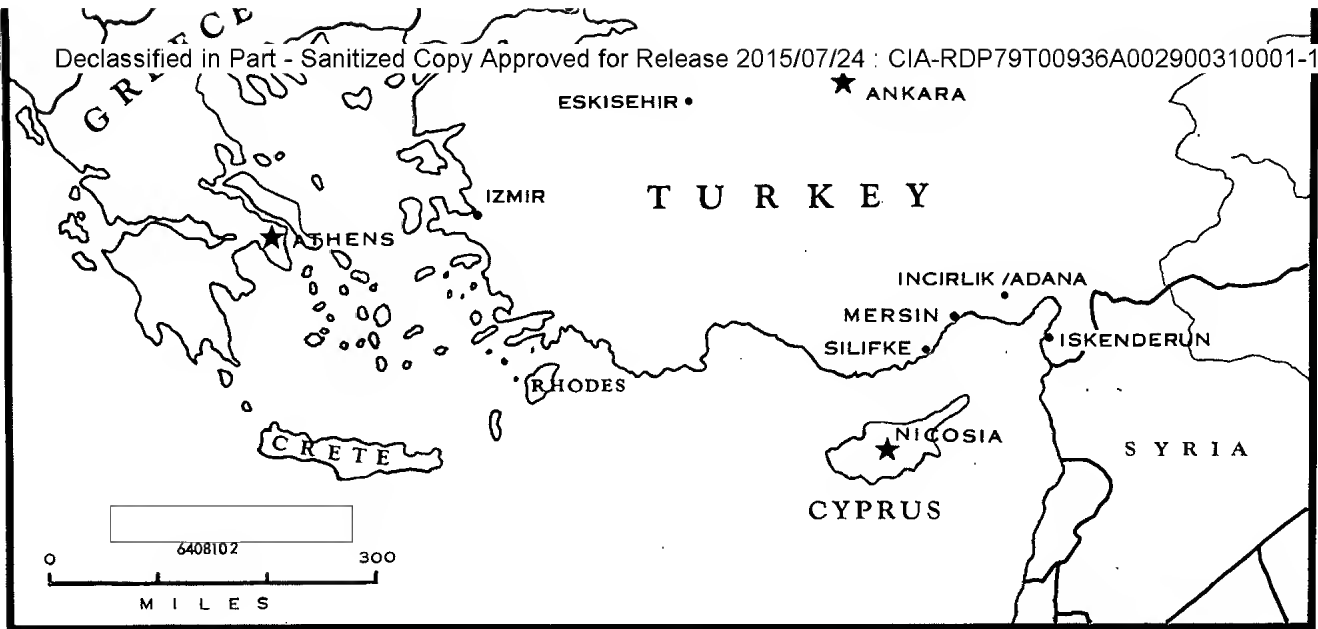 GREECE
Declassified in Part - Sanitized Copy Approved for Release 2015/07/24 : CIA-RDP79T00936A002900310001-1
ANKARA
ESKISEHIR
IZMIR
TURKEY
ATHENS
INCIRLIK/ADANA
MERSIN
SILIFKE
ISKENDERUN
RHODES
NICOSIA
CRETE
SYRIA
CYPRUS
6408102
0 300
MILES